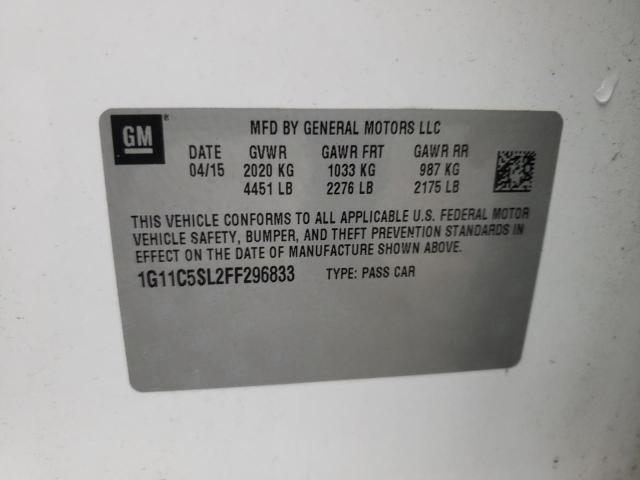 GM ®
MFD BY GENERAL MOTORS LLC
DATE GVWR GAWR FRT GAWR RR
04/15 2020 KG 1033 KG 987 KG
4451 LB 2276 LB 2175 LB
THIS VEHICLE CONFORMS TO ALL APPLICABLE U.S. FEDERAL MOTOR
VEHICLE SAFETY, BUMPER, AND THEFT PREVENTION STANDARDS IN
EFFECT ON THE DATE OF MANUFACTURE SHOWN ABOVE.
1G11C5SL2FF296833 TYPE: PASS CAR